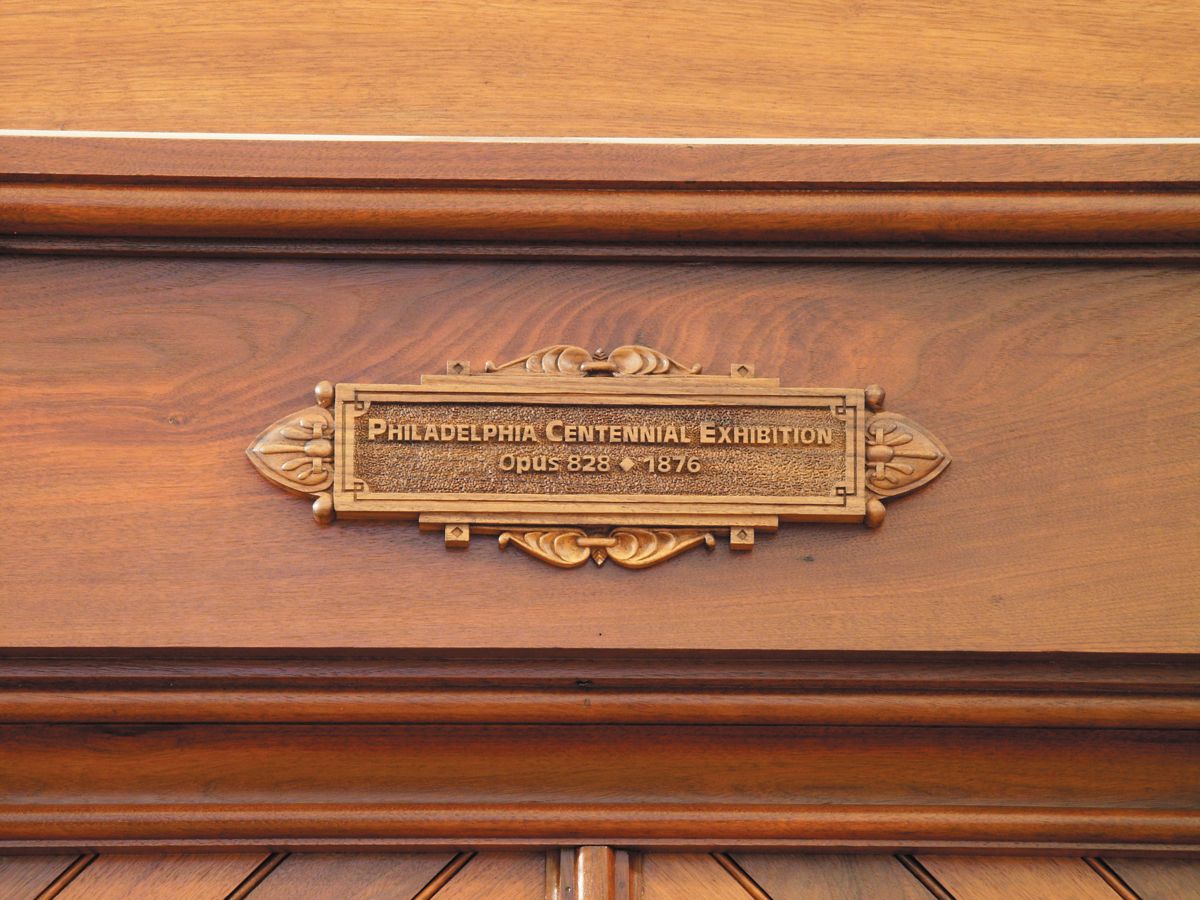 PHILADELPHIA CENTENNIAL EXHIBITION
Opus 828 ◆ 1876